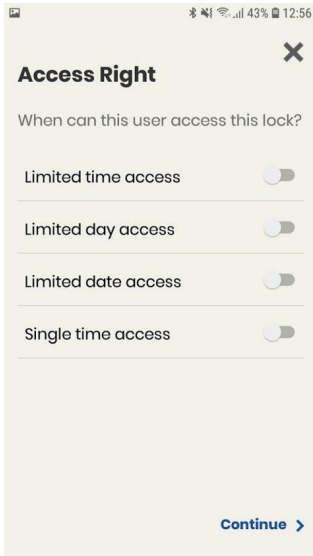 43% 12:56
Access Right
When can this user access this lock?
Limited time access
Limited day access
Limited date access
Single time access
Continue